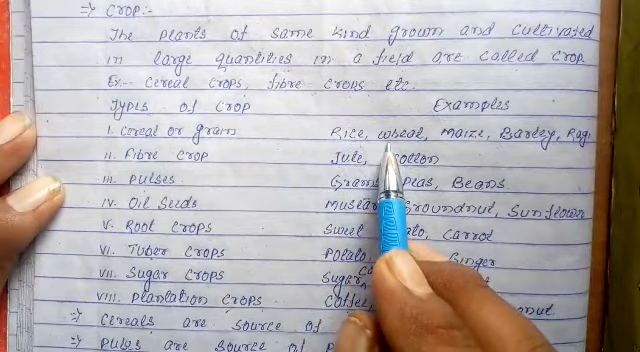 => Crop:-
The plants of same kind grown and cultivated
in large quantities in a field are called crop
Ex:- Cereal crops, fibre crops etc.
Types of crop Examples
i. Cereal or grain Rice, wheat, Maize, Barley, Ragi
ii. Fibre crop Jute, cotton
iii. Pulses Grams, Peas, Beans
iv. Oil Seeds Mustar Groundnut, Sunflower
v. Root crops Sweet Carrot
vi. Tuber crops Potato, Ginger
vii. Sugar crops Sugar
viii. Plantation crops Coffee,
=> Cereals are source of
=> Pulses are source of